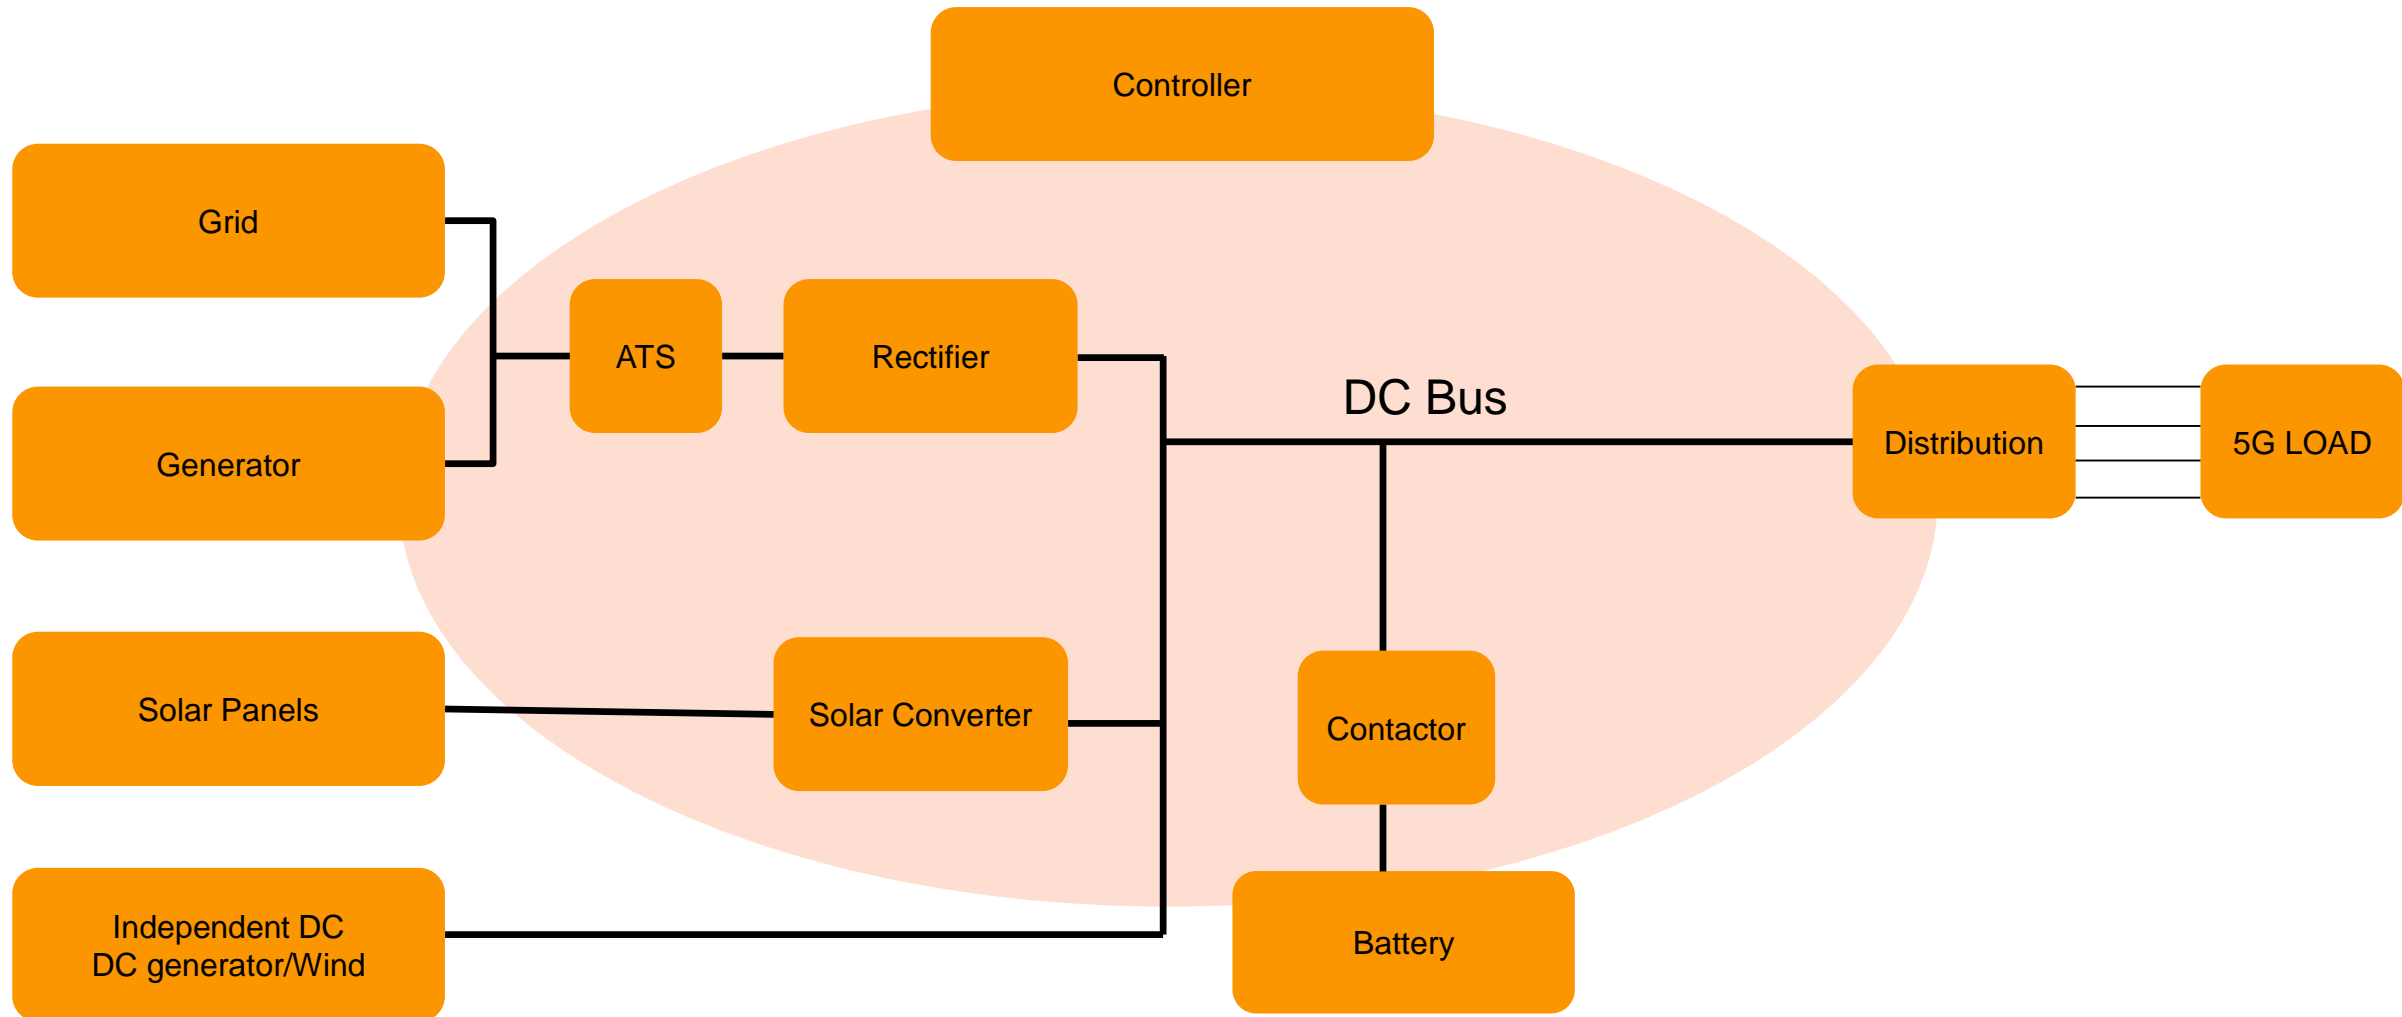 Controller
Grid
ATS
Rectifier
DC Bus
Generator
Distribution
5G LOAD
Solar Panels
Solar Converter
Contactor
Independent DC
DC generator/Wind
Battery